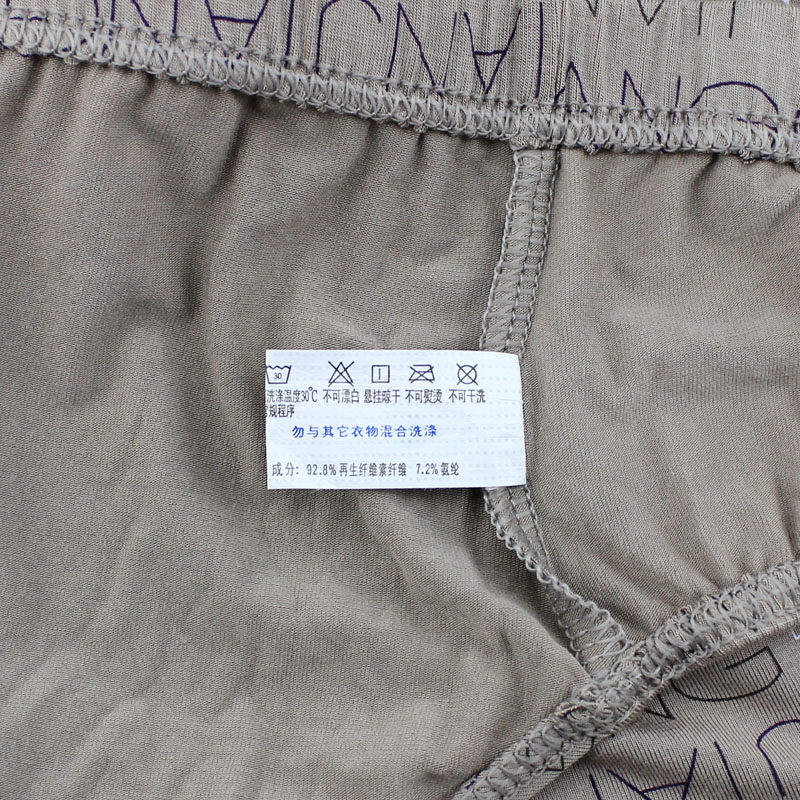 30
洗涤温度30℃ 不可漂白 悬挂晾干 不可熨烫 不可干洗
常规程序
勿与其它衣物混合洗涤
成分: 92.8%再生纤维素纤维 7.2%氨纶